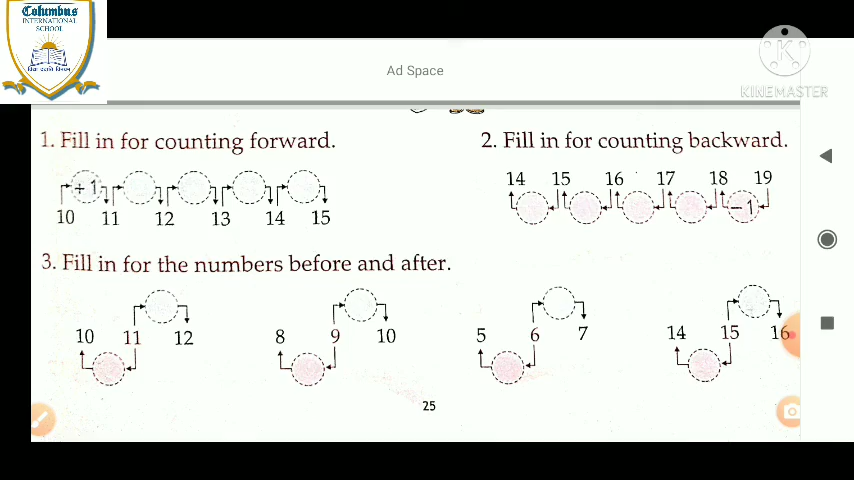 Columbus
INTERNATIONAL
SCHOOL
Ad Space
K
KINEMASTER
1. Fill in for counting forward.
+1
10 11 12 13 14 15
2. Fill in for counting backward.
14 15 16 17 18 19
−1
3. Fill in for the numbers before and after.
10 11 12 8 9 10 5 6 7 14 15 16
25